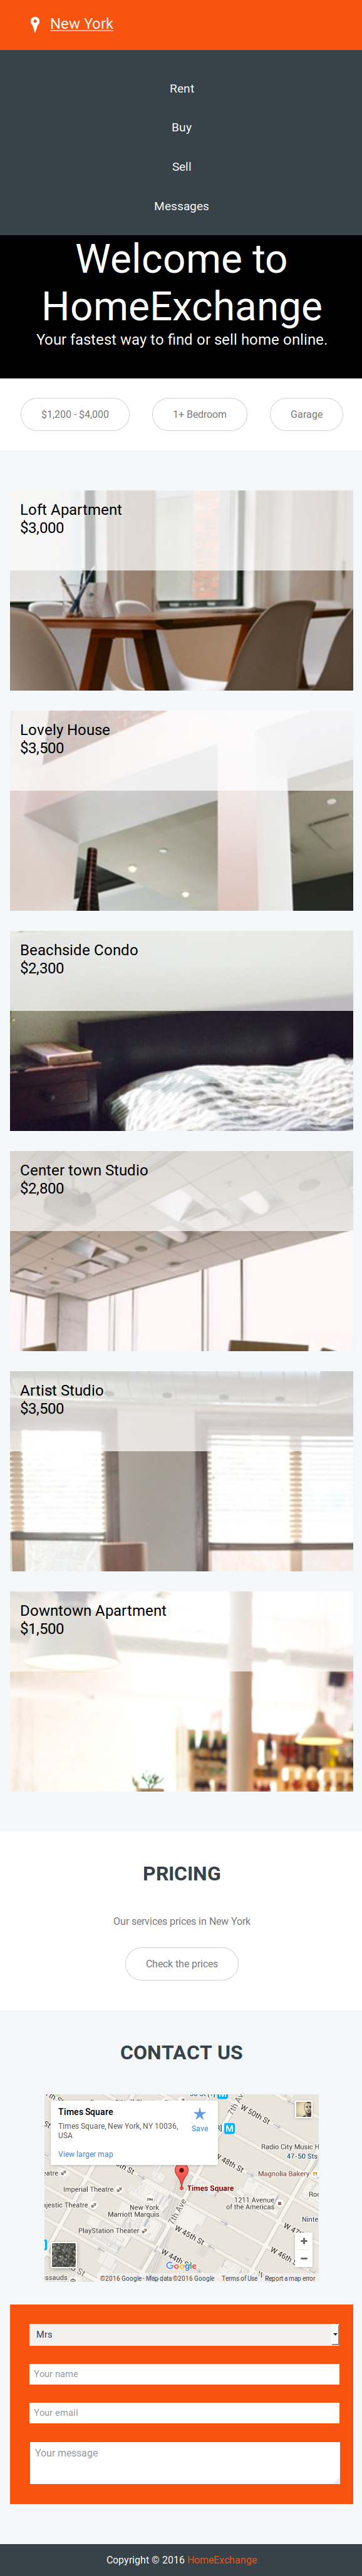 New York
Rent
Buy
Sell
Messages
Welcome to
HomeExchange
Your fastest way to find or sell home online.
$1,200 - $4,000
1+ Bedroom
Garage
Loft Apartment
$3,000
Lovely House
$3,500
Beachside Condo
$2,300
Center town Studio
$2,800
Artist Studio
$3,500
Downtown Apartment
$1,500
PRICING
Our services prices in New York
Check the prices
CONTACT US
Times Square
Times Square, New York, NY 10036,
USA
Save
View larger map
W 50th St
7th Ave
W 48th St
Radio City Music H
47-50 Sts
Magnolia Bakery
Imperial Theatre
Times Square
New York
Marriott Marquis
1211 Avenue
of the Americas
ajestic Theatre
PlayStation Theater
7th Ave
W 47th St
W 46th St
W 45th St
W 44th St
Google
©2016 Google - Map data ©2016 Google
Terms of Use
Report a map error
Mrs
Your name
Your email
Your message
Copyright © 2016 HomeExchange